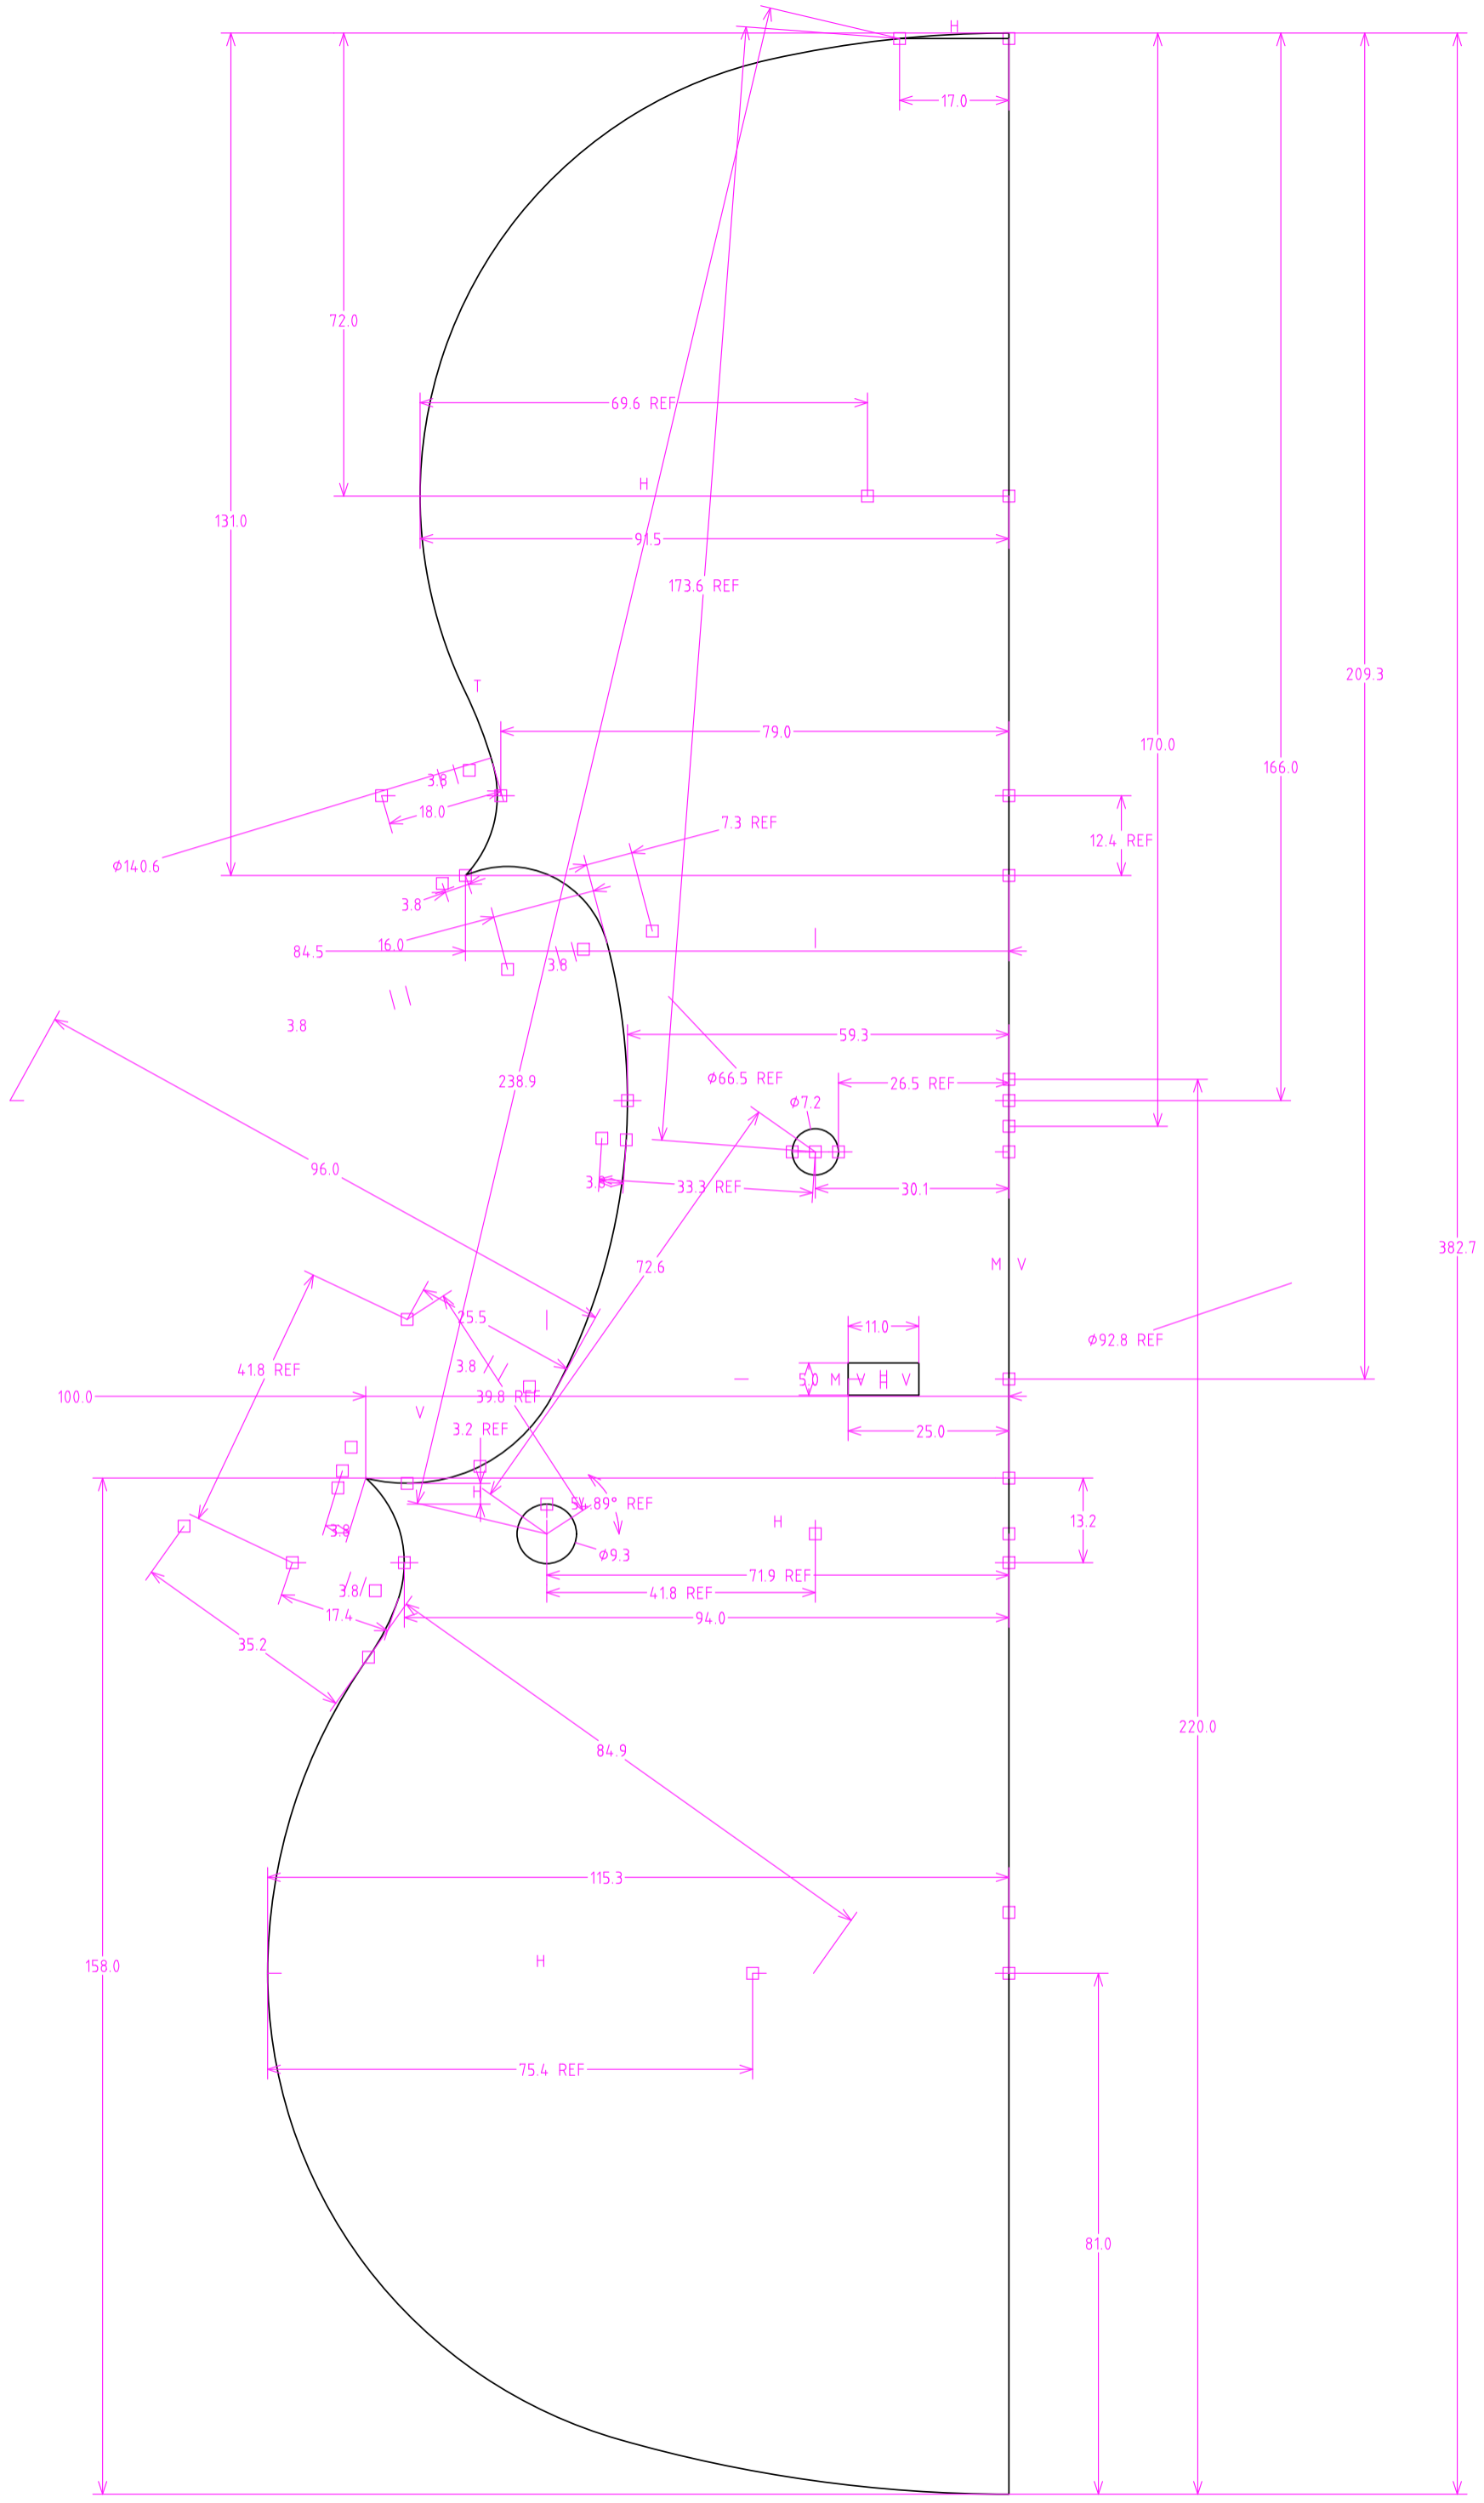 H
17.0
72.0
69.6 REF
H
131.0
91.5
173.6 REF
209.3
T
79.0
170.0
166.0
3.8
18.0
7.3 REF
12.4 REF
Ø140.6
3.8
16.0
84.5
3.8
3.8
59.3
238.9
Ø66.5 REF
26.5 REF
Ø7.2
96.0
3.8
33.3 REF
30.1
382.7
72.6
M V
25.5
11.0
Ø92.8 REF
41.8 REF
3.8
5.0 M V H V
H
100.0
39.8 REF
V
3.2 REF
25.0
H
54.89° REF
H
13.2
3.8
Ø9.3
71.9 REF
3.8
41.8 REF
17.4
94.0
35.2
220.0
84.9
115.3
158.0
H
75.4 REF
81.0